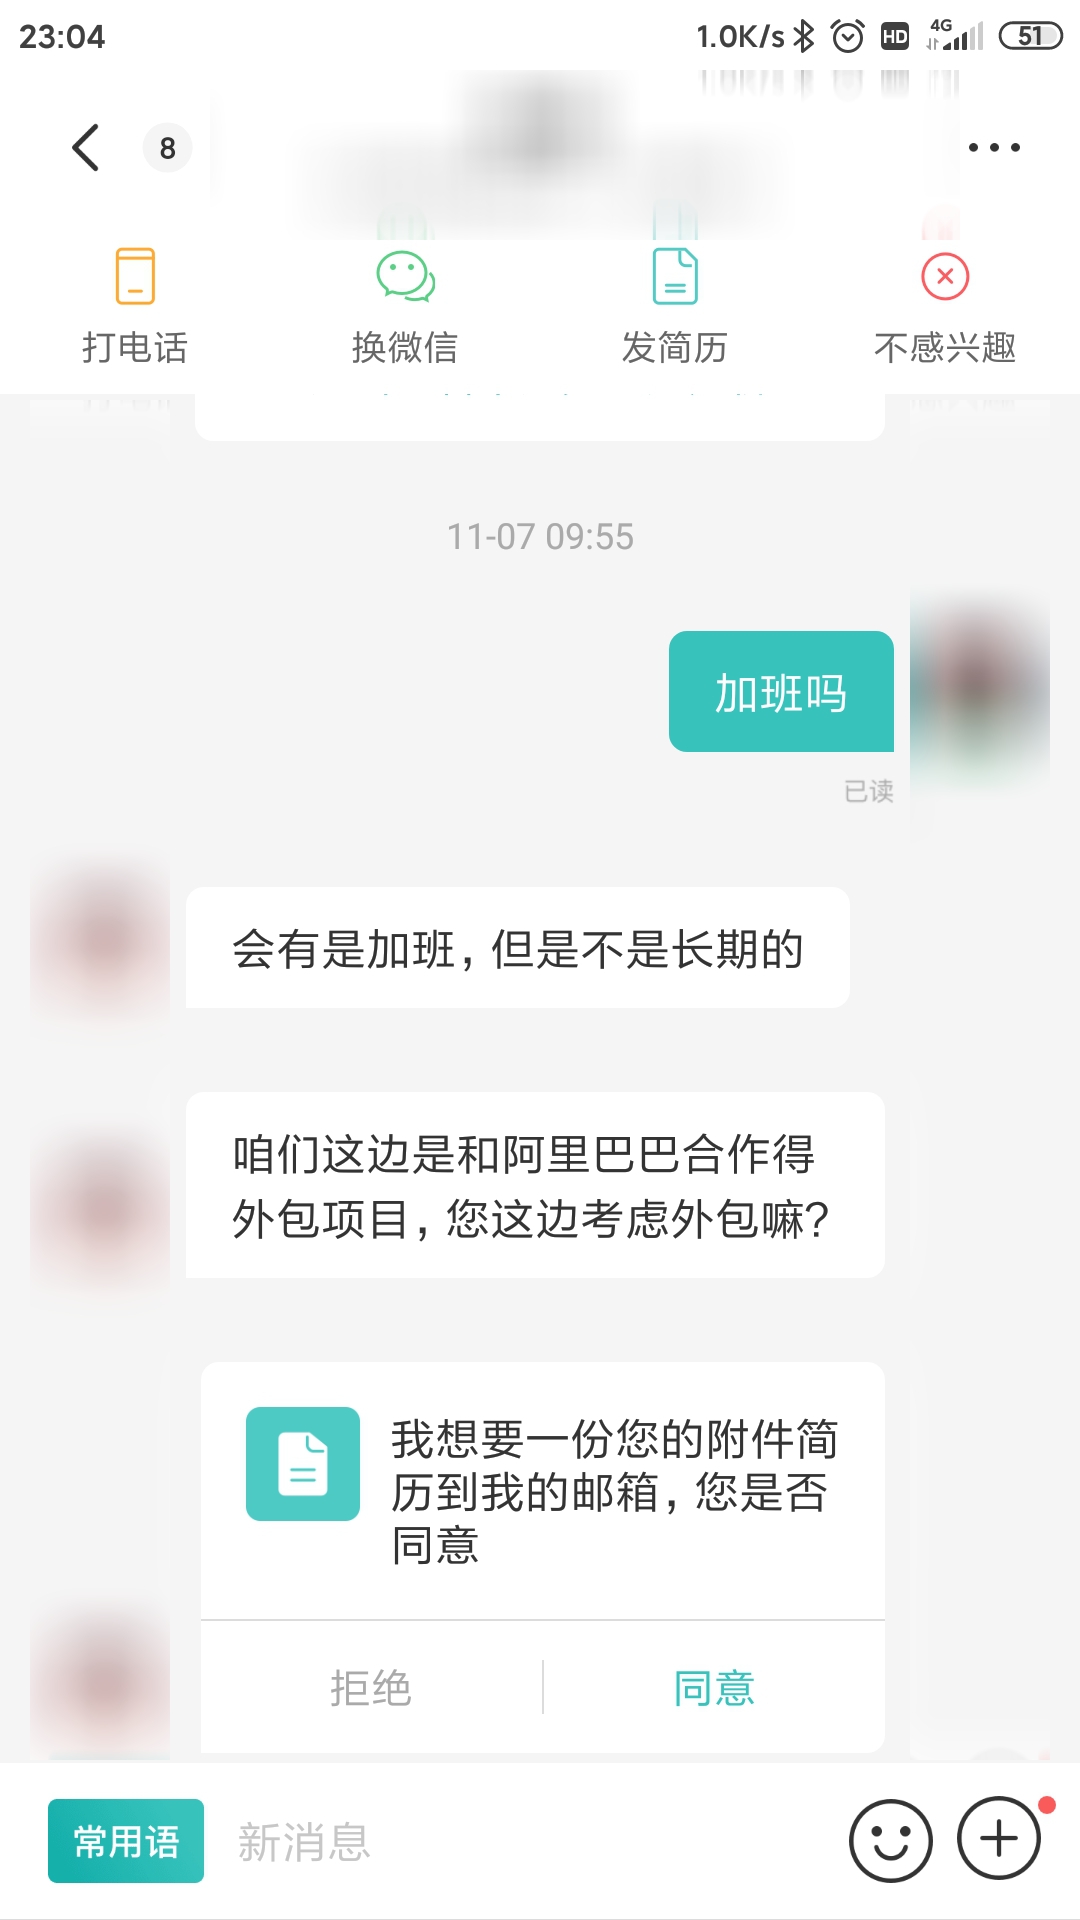 23:04
1.0K/s HD 4G 51
8
打电话 换微信 发简历 不感兴趣
11-07 09:55
加班吗
已读
会有是加班,但是不是长期的
咱们这边是和阿里巴巴合作得
外包项目,您这边考虑外包嘛?
我想要一份您的附件简
历到我的邮箱,您是否
同意
拒绝 同意
常用语 新消息